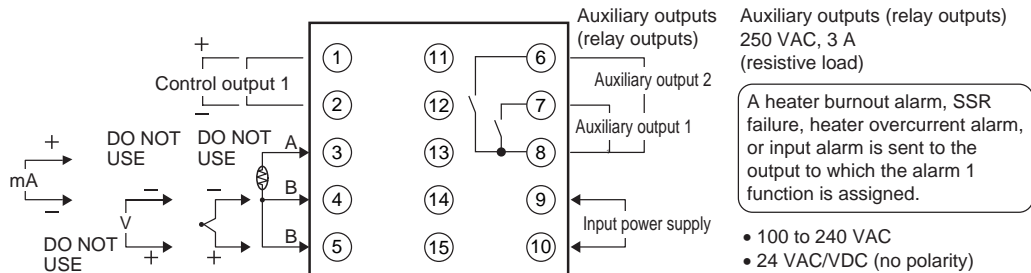 Auxiliary outputs
(relay outputs)
Auxiliary outputs (relay outputs)
250 VAC, 3 A
(resistive load)
+
Control output 1
−
1
2
3
4
5
11
12
13
14
15
6
7
8
9
10
Auxiliary output 2
Auxiliary output 1
Input power supply
A heater burnout alarm, SSR
failure, heater overcurrent alarm,
or input alarm is sent to the
output to which the alarm 1
function is assigned.
• 100 to 240 VAC
• 24 VAC/VDC (no polarity)
DO NOT
USE
DO NOT
USE
A
B
B
+
mA
−
−
V
+
−
+
DO NOT
USE